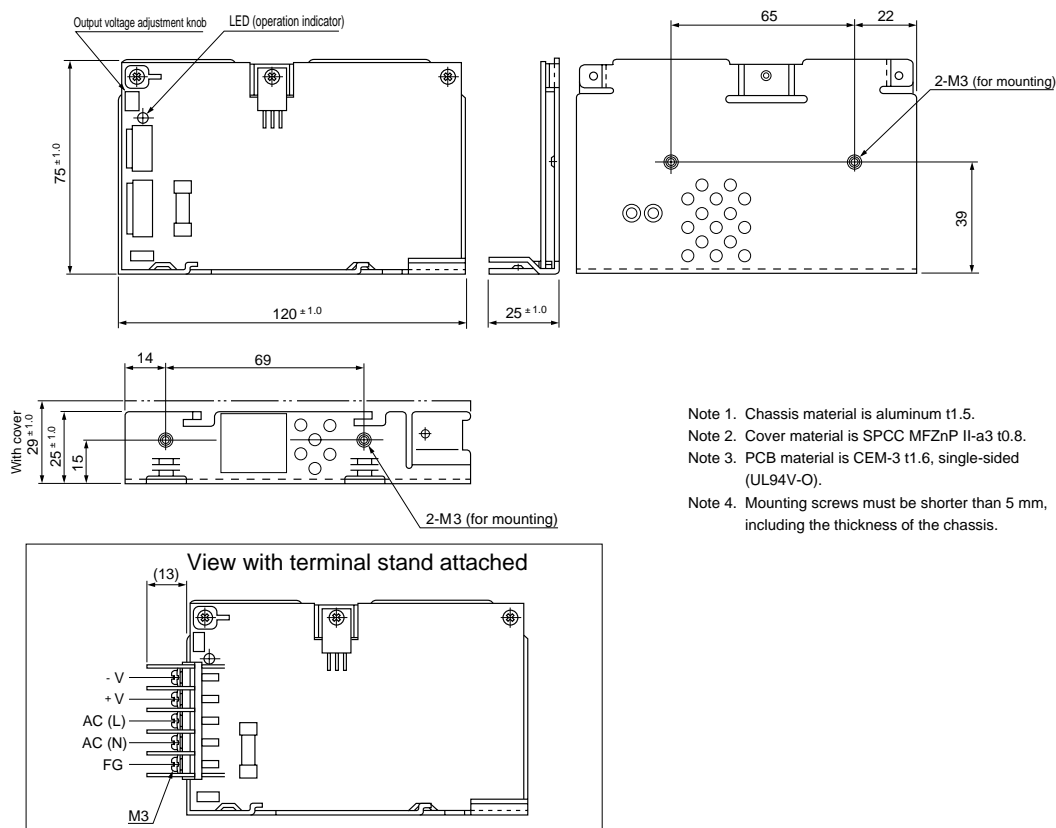 Output voltage adjustment knob
LED (operation indicator)
65
22
2-M3 (for mounting)
75 ± 1.0
39
120 ± 1.0
25 ± 1.0
14
69
With cover
29 ± 1.0
25 ± 1.0
15
2-M3 (for mounting)
Note 1. Chassis material is aluminum t1.5.
Note 2. Cover material is SPCC MFZnP II-a3 t0.8.
Note 3. PCB material is CEM-3 t1.6, single-sided
(UL94V-O).
Note 4. Mounting screws must be shorter than 5 mm,
including the thickness of the chassis.
View with terminal stand attached
(13)
- V
+ V
AC (L)
AC (N)
FG
M3